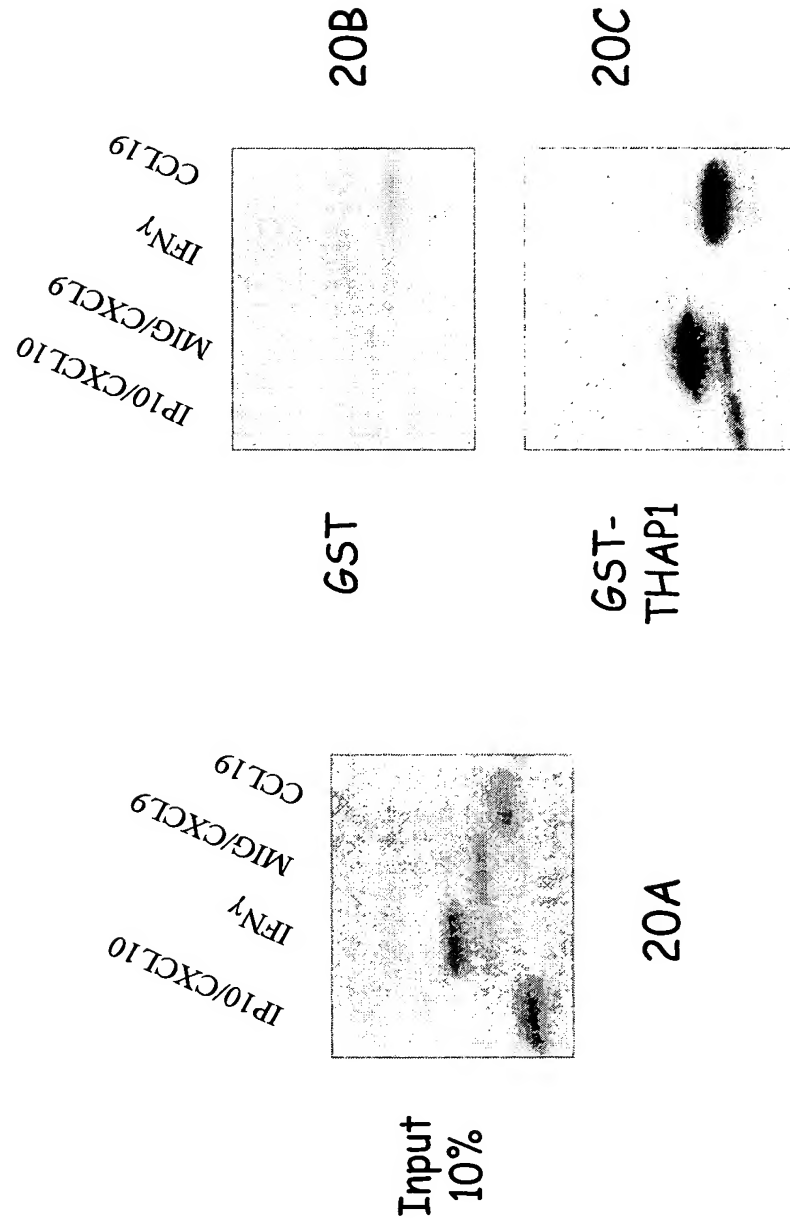 Input
10%
IP10/CXCL10
IFNγ
MIG/CXCL9
CCL19
20A
GST
IP10/CXCL10
MIG/CXCL9
IFNγ
CCL19
20B
GST-
THAP1
20C